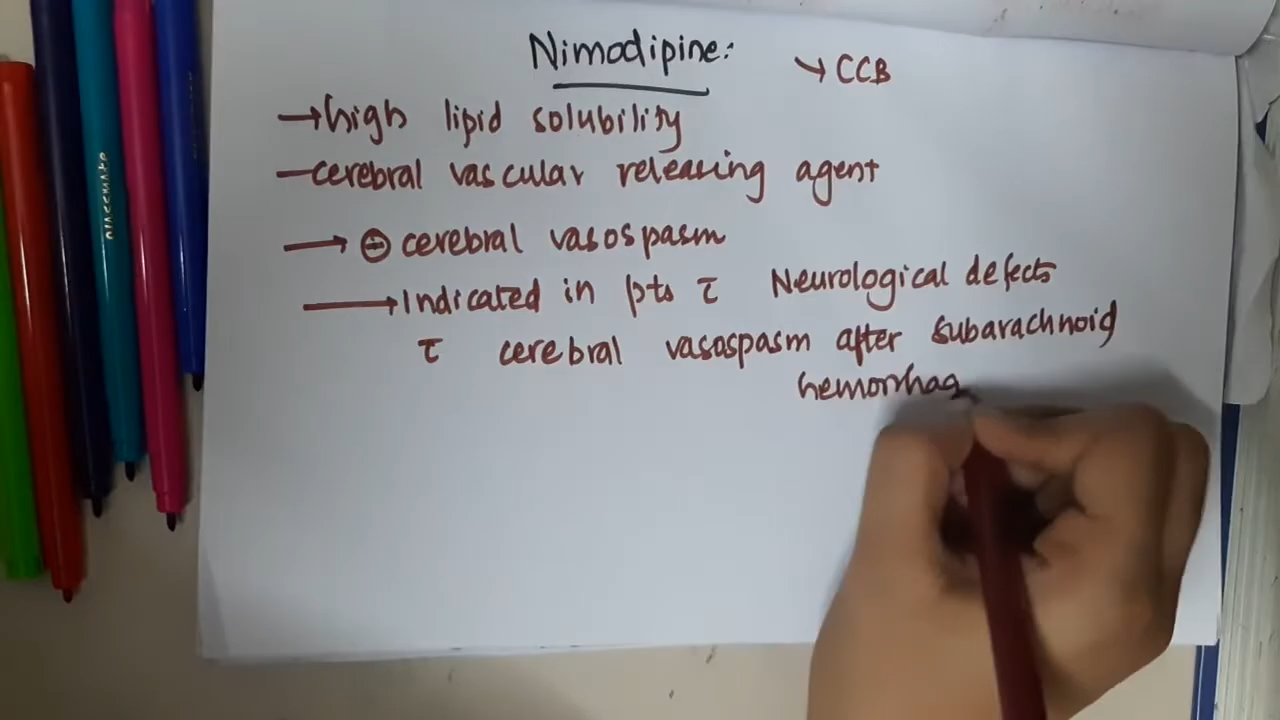 Nimodipine:
→ CCB
→ high lipid solubility
— cerebral vascular releasing agent
→ ⊖ cerebral vasospasm
→ Indicated in pts τ Neurological defects
τ cerebral vasospasm after subarachnoid
hemorrhag